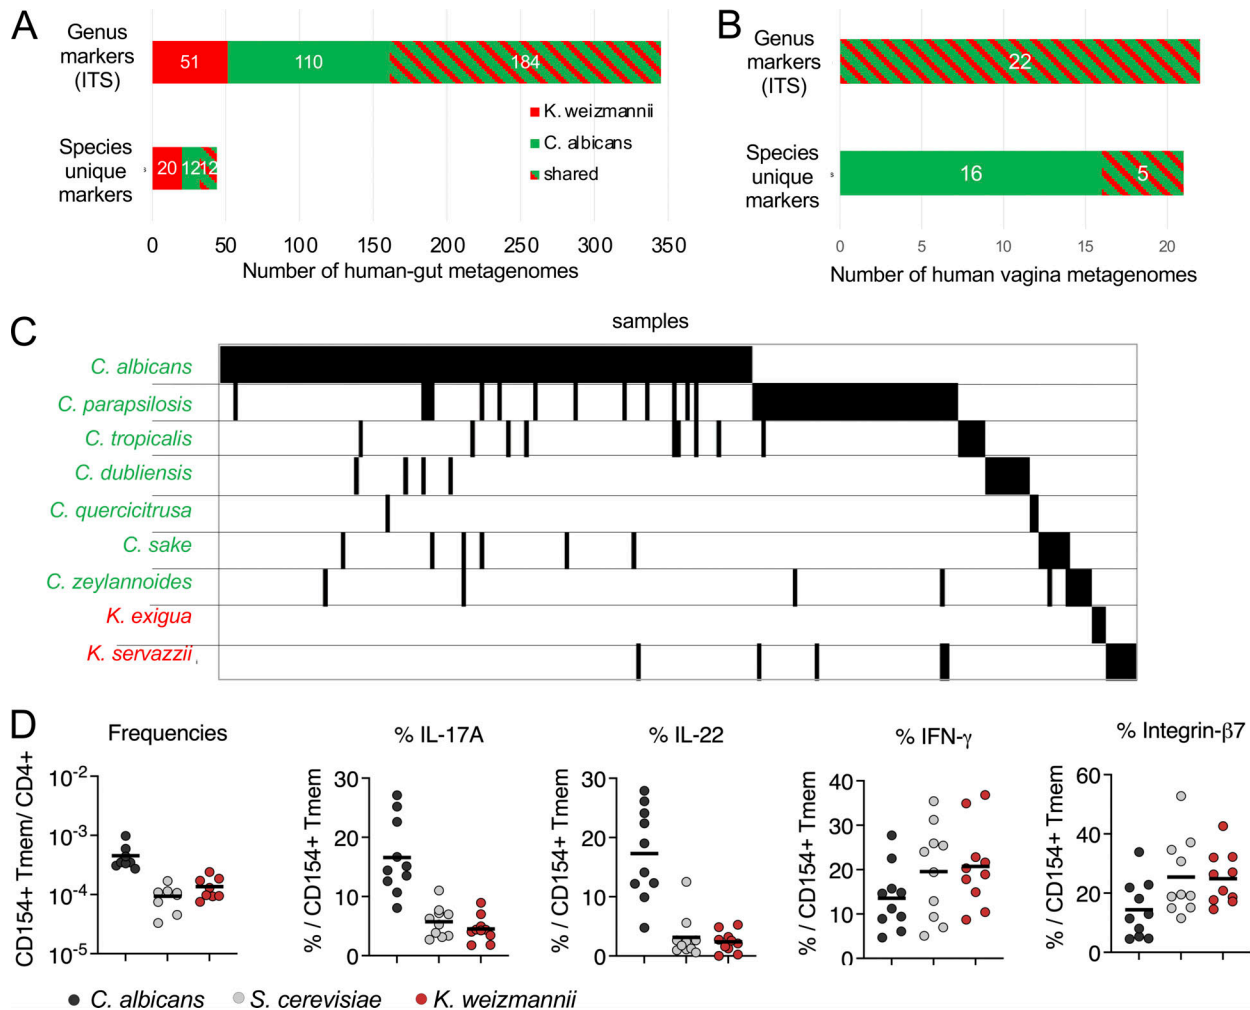 A
Genus
markers
(ITS)
51
110
184
K. weizmannii
C. albicans
shared
Species
unique
markers
20
12
12
0
50
100
150
200
250
300
350
Number of human-gut metagenomes
B
Genus
markers
(ITS)
22
Species
unique
markers
s
16
5
0
5
10
15
20
Number of human vagina metagenomes
C
samples
C. albicans
C. parapsilosis
C. tropicalis
C. dubliensis
C. quercicitrusa
C. sake
C. zeylannoides
K. exigua
K. servazzii
D
Frequencies
CD154+ Tmem/ CD4+
10-2
10-3
10-4
10-5
% IL-17A
% / CD154+ Tmem
30
20
10
0
% IL-22
% / CD154+ Tmem
30
20
10
0
% IFN-γ
% / CD154+ Tmem
40
30
20
10
0
% Integrin-β7
% / CD154+ Tmem
60
40
20
0
C. albicans
S. cerevisiae
K. weizmannii